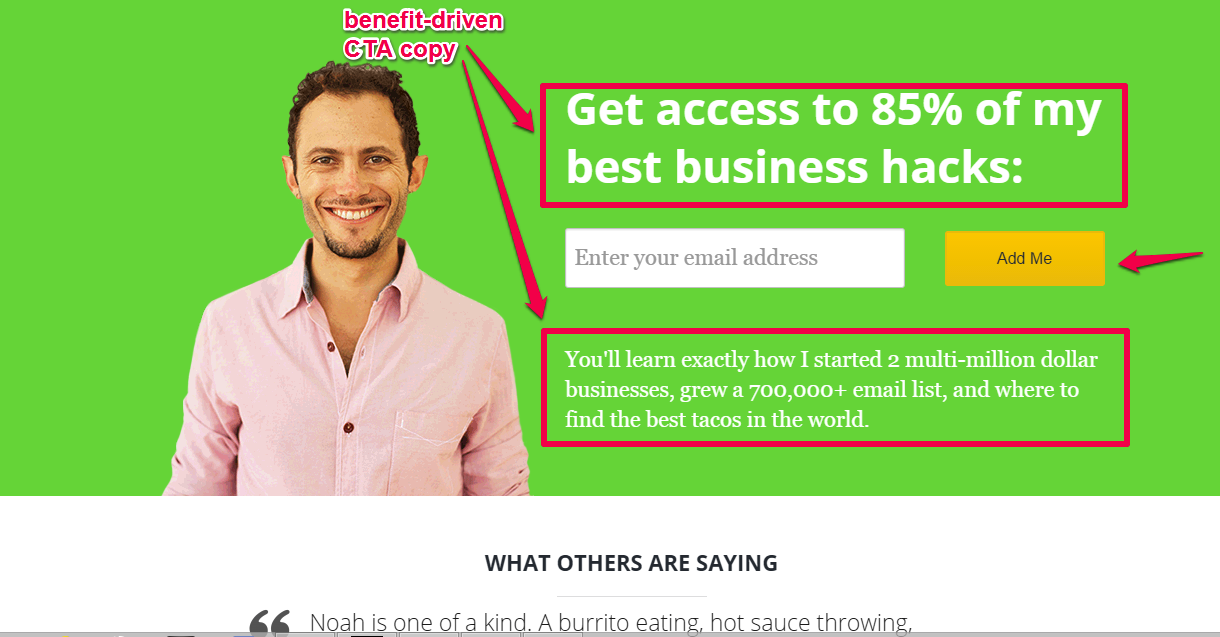 benefit-driven
CTA copy
Get access to 85% of my
best business hacks:
Enter your email address
Add Me
You'll learn exactly how I started 2 multi-million dollar
businesses, grew a 700,000+ email list, and where to
find the best tacos in the world.
WHAT OTHERS ARE SAYING
“
Noah is one of a kind. A burrito eating, hot sauce throwing,